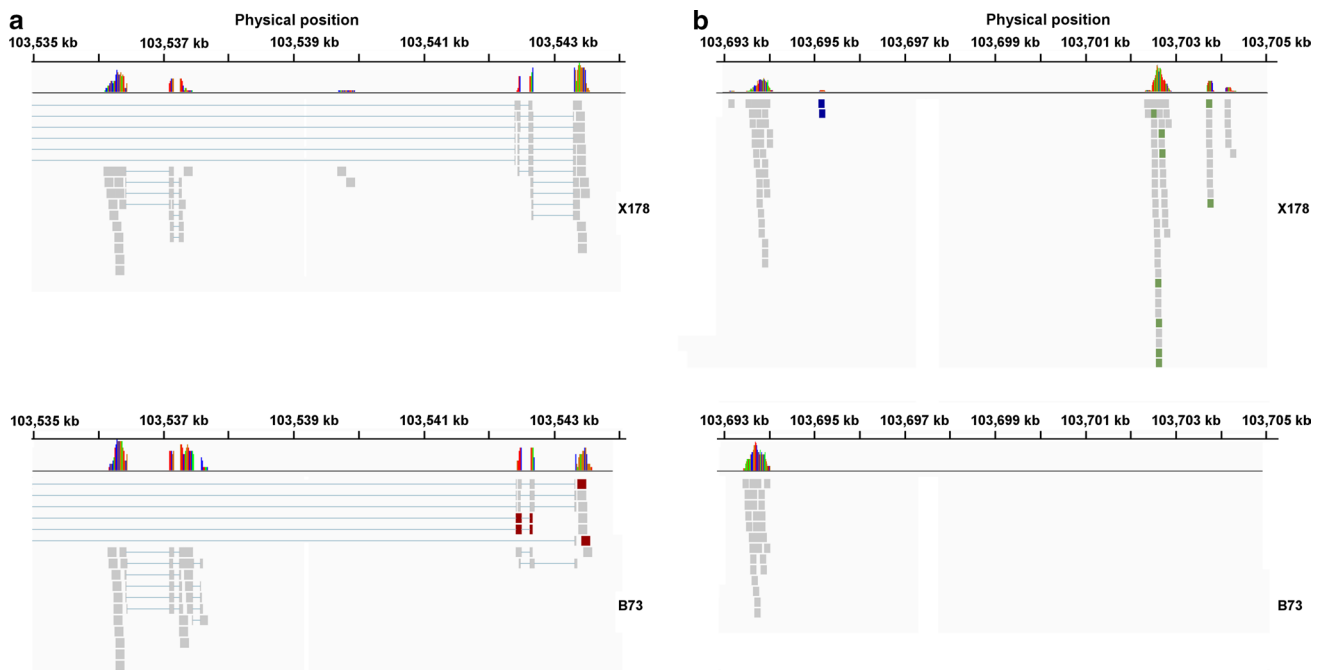 a
Physical position
103,535 kb 103,537 kb 103,539 kb 103,541 kb 103,543 kb
X178
103,535 kb 103,537 kb 103,539 kb 103,541 kb 103,543 kb
B73
b
Physical position
103,693 kb 103,695 kb 103,697 kb 103,699 kb 103,701 kb 103,703 kb 103,705 kb
X178
103,693 kb 103,695 kb 103,697 kb 103,699 kb 103,701 kb 103,703 kb 103,705 kb
B73